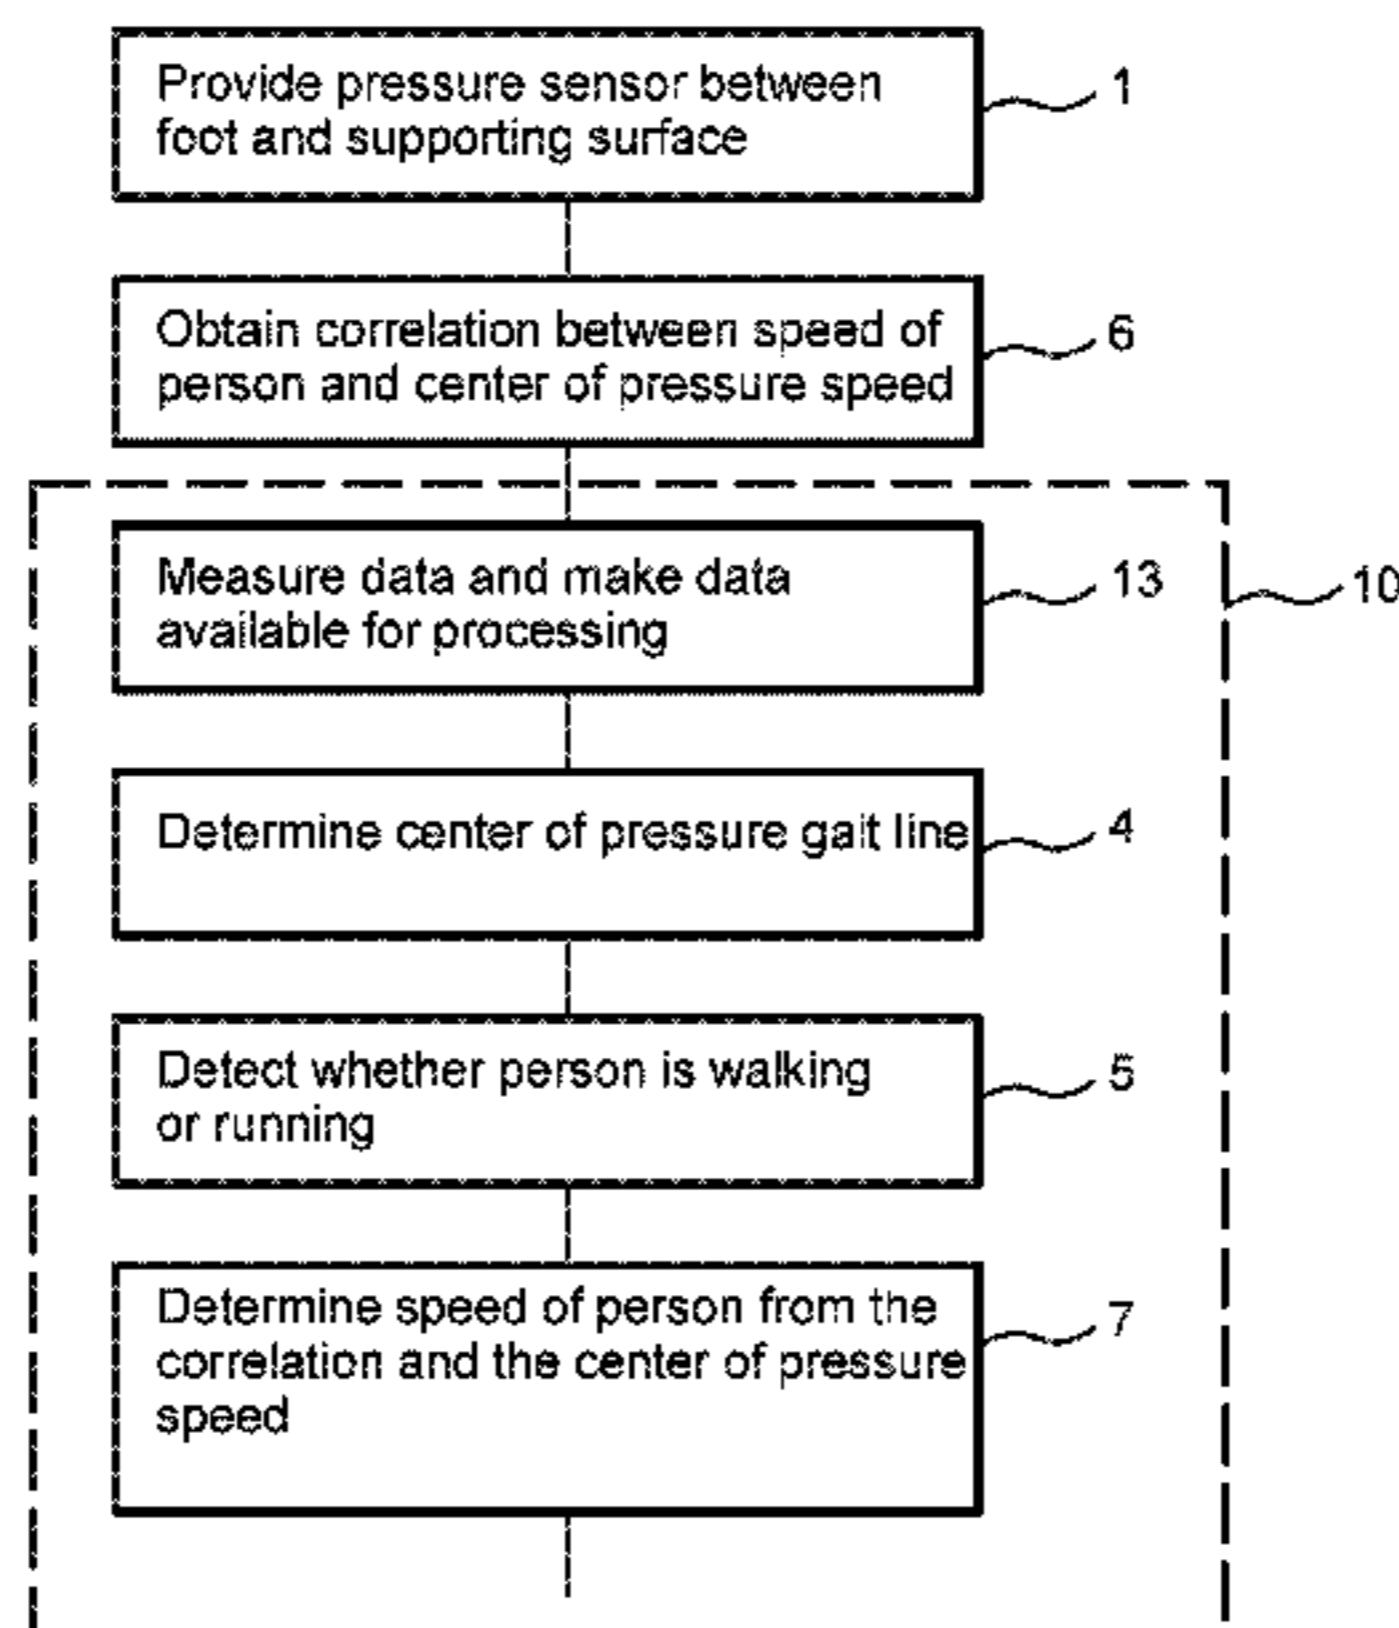 Provide pressure sensor between
foot and supporting surface
1
Obtain correlation between speed of
person and center of pressure speed
6
Measure data and make data
available for processing
13
10
Determine center of pressure gait line
4
Detect whether person is walking
or running
5
Determine speed of person from the
correlation and the center of pressure
speed
7